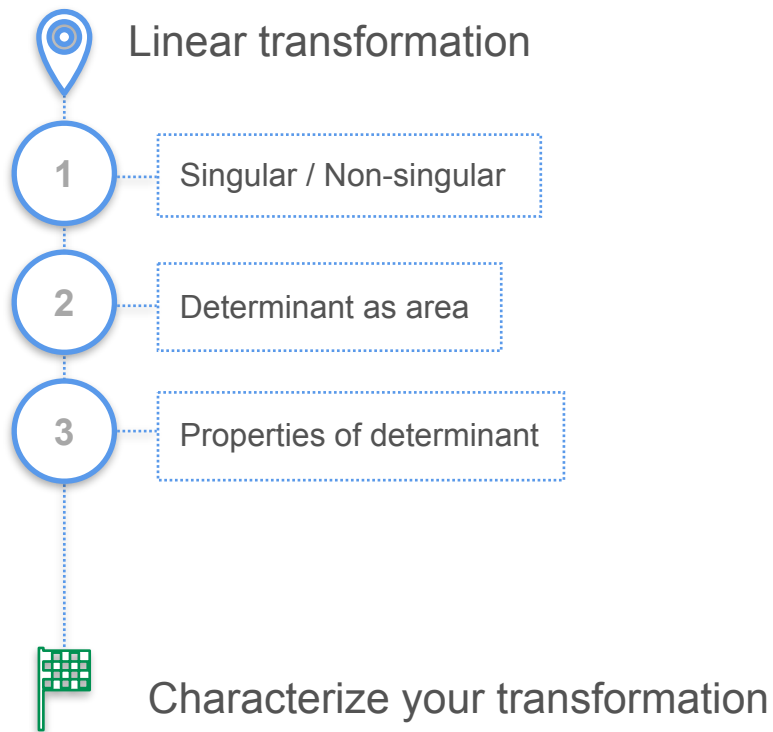 Linear transformation
1
Singular / Non-singular
2
Determinant as area
3
Properties of determinant
Characterize your transformation